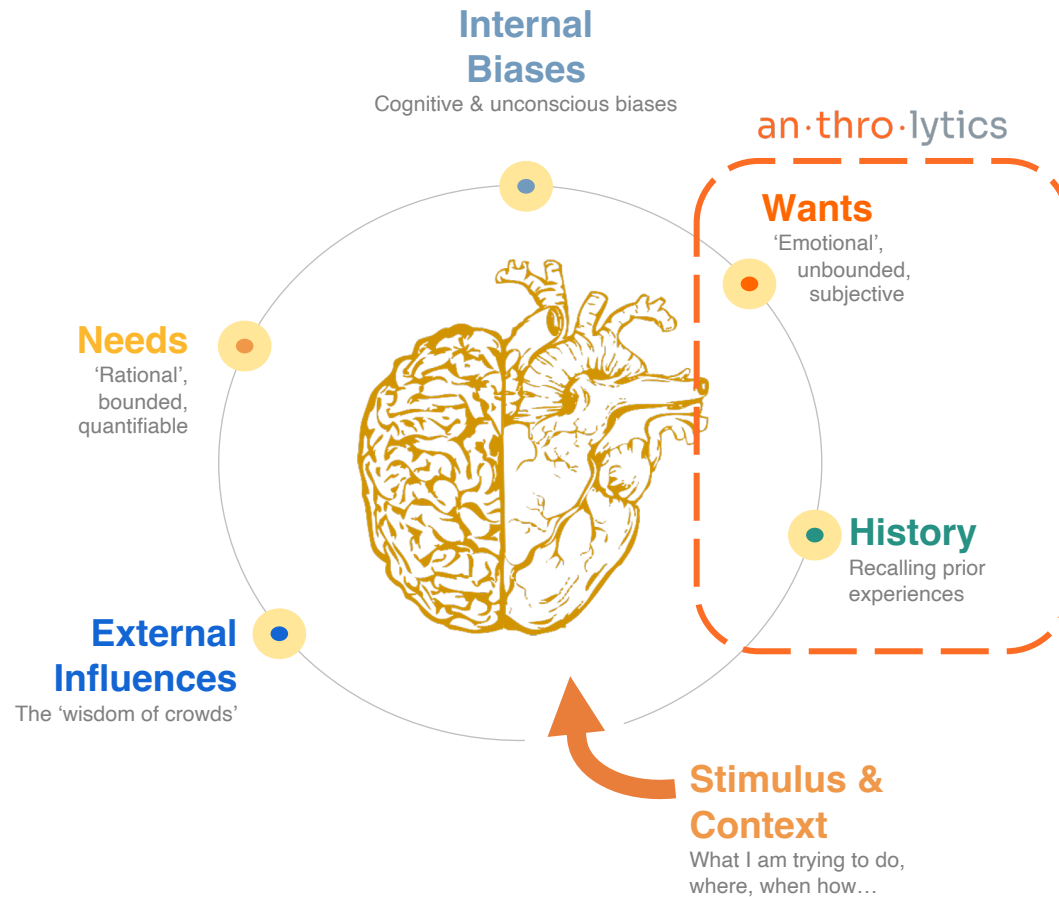 Internal
Biases
Cognitive & unconscious biases
an·thro·lytics
Wants
‘Emotional’,
unbounded,
subjective
Needs
‘Rational’,
bounded,
quantifiable
History
Recalling prior
experiences
External
Influences
The ‘wisdom of crowds’
Stimulus &
Context
What I am trying to do,
where, when how…